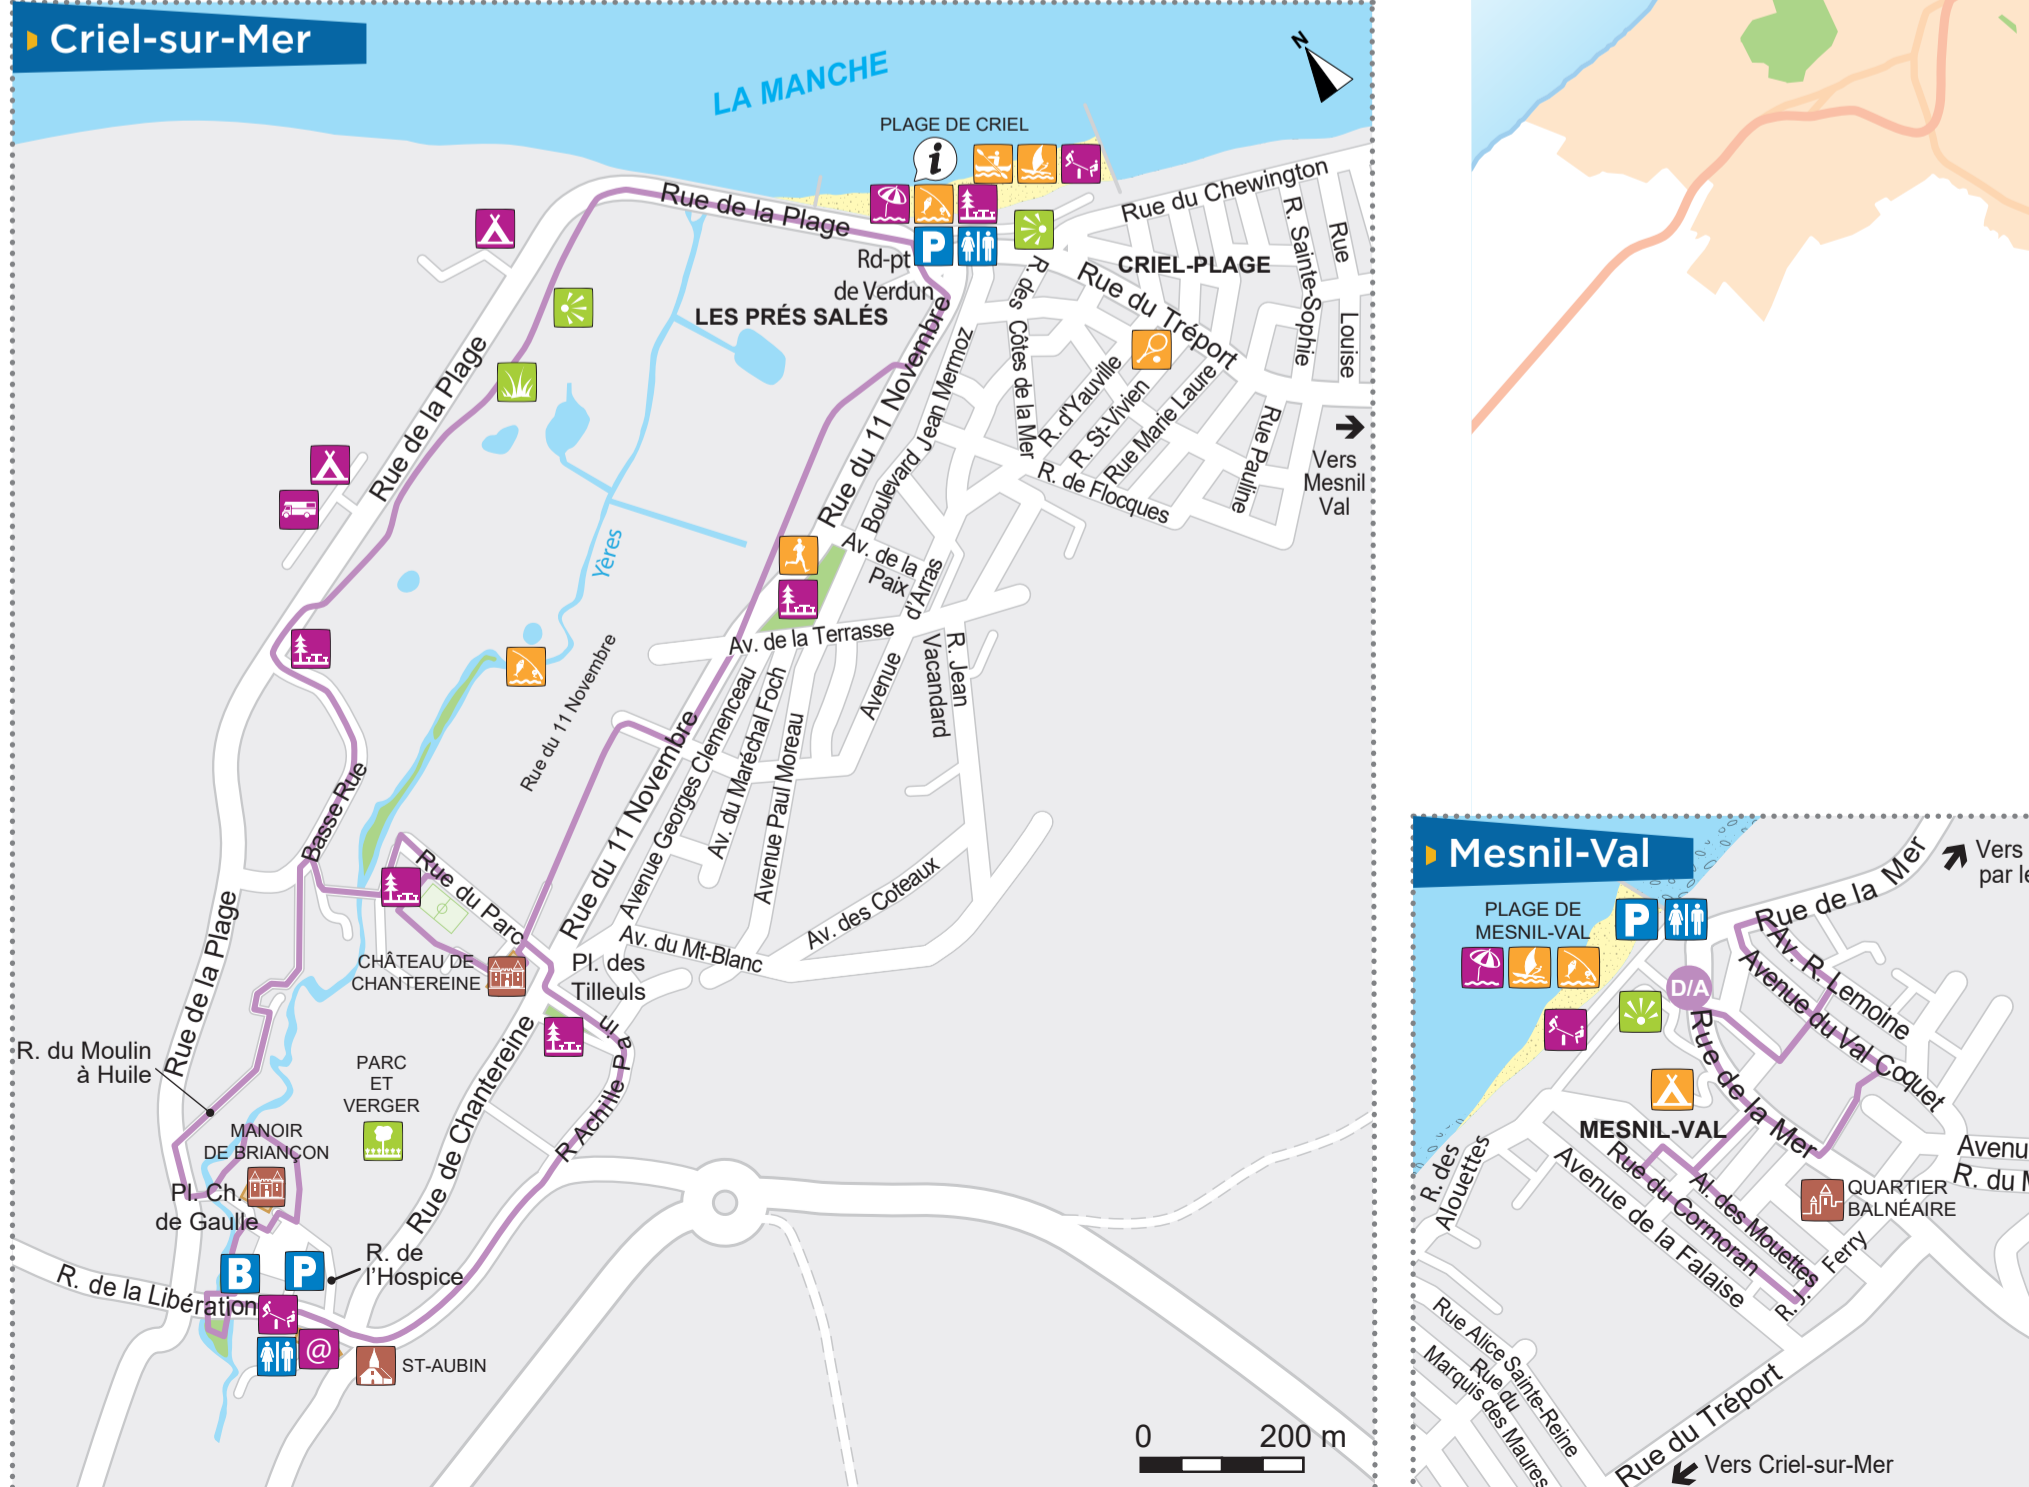 Criel-sur-Mer
N
LA MANCHE
PLAGE DE CRIEL
i
Rue de la Plage
P
Rd-pt
de Verdun
LES PRÉS SALÉS
Rue du Chewington
R. Sainte-Sophie
Rue
Louise
CRIEL-PLAGE
R. des Côtes de la Mer
Rue du Tréport
R. d'Yauville
R. St-Vivien
Rue Marie Laure
Rue Pauline
R. de Flocques
Vers
Mesnil
Val
Rue du 11 Novembre
Boulevard Jean Mermoz
Rue de la Plage
Yères
Av. de la
Paix
Avenue d'Arras
Av. de la Terrasse
R. Jean
Vacandard
Rue du 11 Novembre
Rue du 11 Novembre
Avenue Georges Clemenceau
Av. du Maréchal Foch
Avenue Paul Moreau
Av. des Coteaux
Av. du Mt-Blanc
Basse Rue
Rue du Parc
CHÂTEAU DE
CHANTEREINE
Pl. des
Tilleuls
Rue de la Plage
R. du Moulin
à Huile
PARC
ET
VERGER
Rue de Chantereine
MANOIR
DE BRIANÇON
Pl. Ch.
de Gaulle
B
P
R. de
l'Hospice
R. de la Libération
@
ST-AUBIN
0 200 m
Mesnil-Val
PLAGE DE
MESNIL-VAL
P
D/A
Rue de la Mer
Vers
Av. R. Lemoine
Avenue du Val Coquet
Rue de la Mer
MESNIL-VAL
R. des
Alouettes
Rue du Cormoran
Al. des Mouettes
Avenue de la Falaise
R. J. Ferry
QUARTIER
BALNÉAIRE
Rue Alice Sainte-Reine
Rue du
Marquis des Maures
Rue du Tréport
Vers Criel-sur-Mer